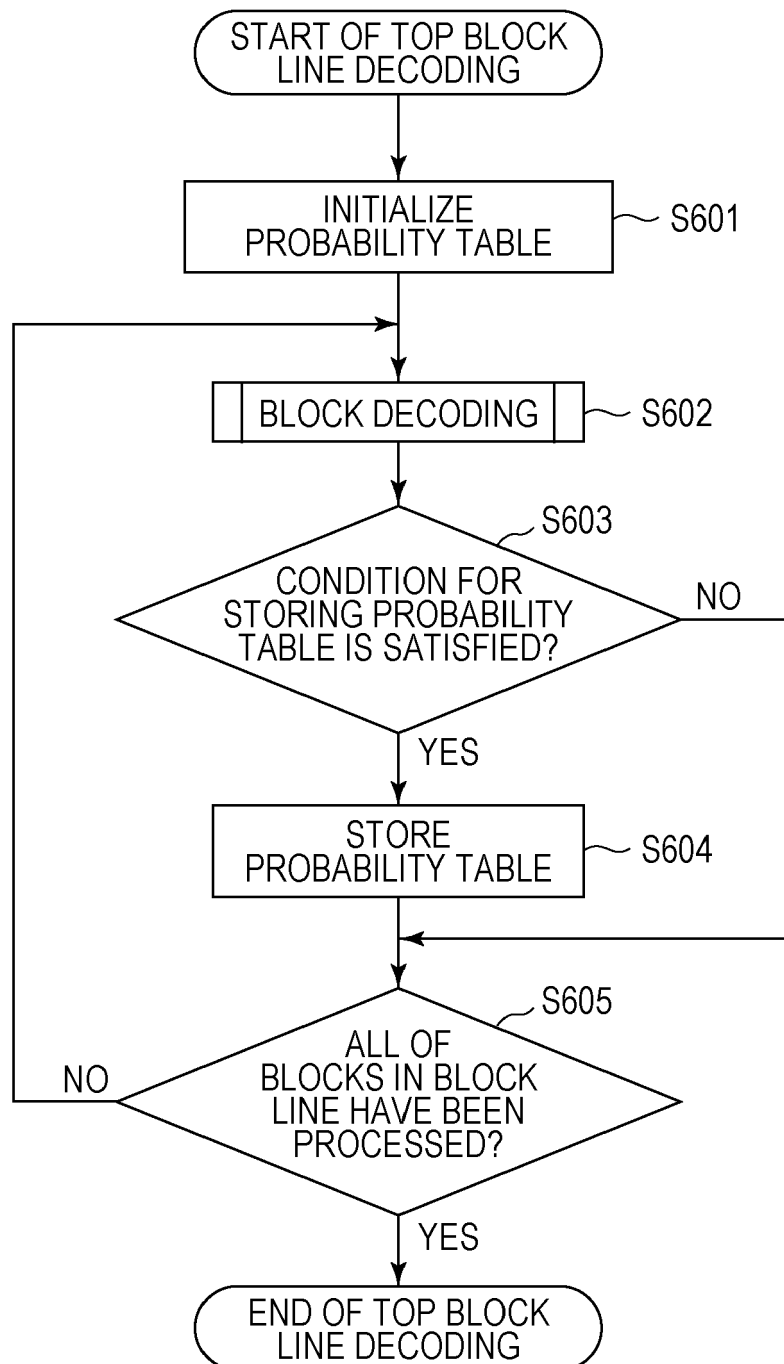 START OF TOP BLOCK
LINE DECODING
INITIALIZE
PROBABILITY TABLE
S601
BLOCK DECODING
S602
S603
CONDITION FOR
STORING PROBABILITY
TABLE IS SATISFIED?
NO
YES
STORE
PROBABILITY TABLE
S604
S605
ALL OF
BLOCKS IN BLOCK
LINE HAVE BEEN
PROCESSED?
NO
YES
END OF TOP BLOCK
LINE DECODING